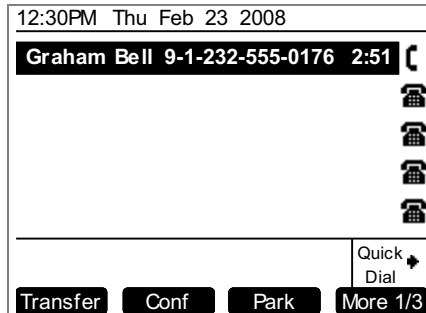 12:30PM Thu Feb 23 2008
Graham Bell 9-1-232-555-0176 2:51
Quick
Dial
Transfer Conf Park More 1/3